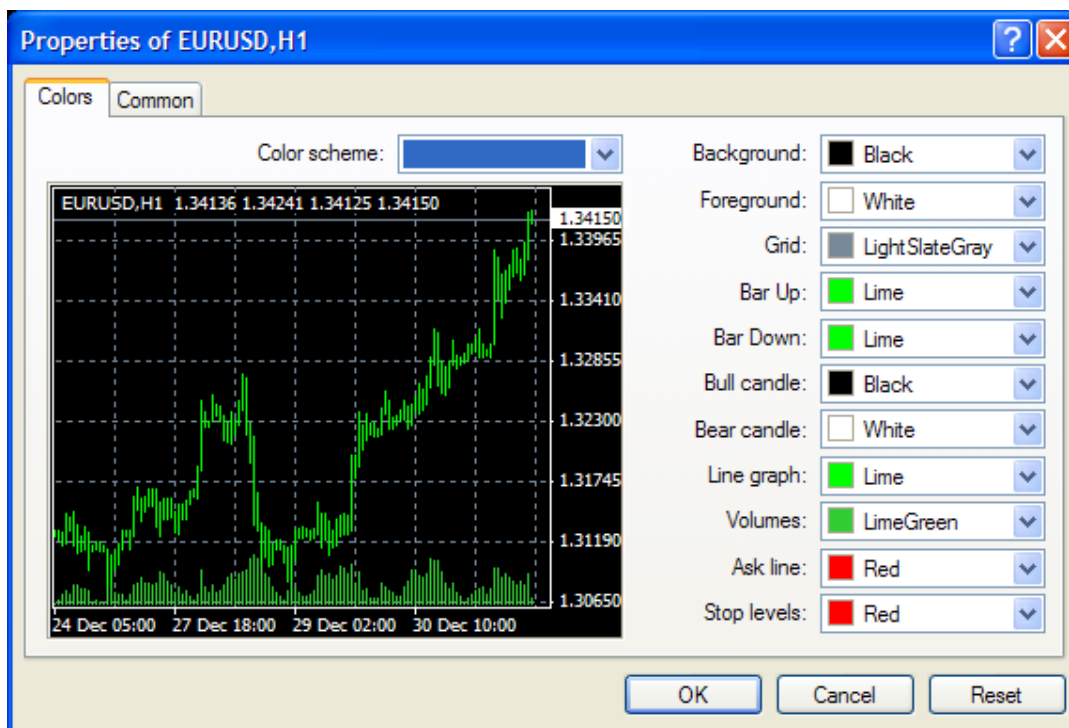 Properties of EURUSD,H1
?
Colors
Common
Color scheme:
EURUSD,H1 1.34136 1.34241 1.34125 1.34150
1.34150
1.33965
1.33410
1.32855
1.32300
1.31745
1.31190
1.30650
24 Dec 05:00 27 Dec 18:00 29 Dec 02:00 30 Dec 10:00
Background: Black
Foreground: White
Grid: LightSlateGray
Bar Up: Lime
Bar Down: Lime
Bull candle: Black
Bear candle: White
Line graph: Lime
Volumes: LimeGreen
Ask line: Red
Stop levels: Red
OK Cancel Reset